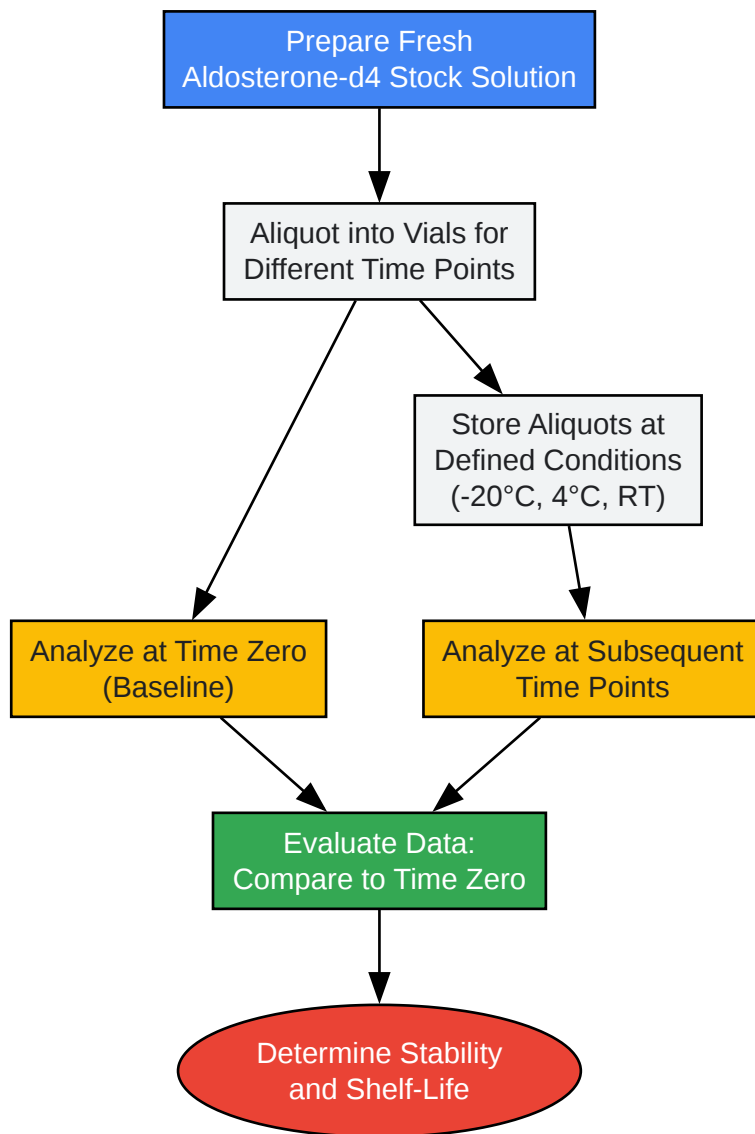 Prepare Fresh
Aldosterone-d4 Stock Solution
Aliquot into Vials for
Different Time Points
Store Aliquots at
Defined Conditions
(-20°C, 4°C, RT)
Analyze at Time Zero
(Baseline)
Analyze at Subsequent
Time Points
Evaluate Data:
Compare to Time Zero
Determine Stability
and Shelf-Life